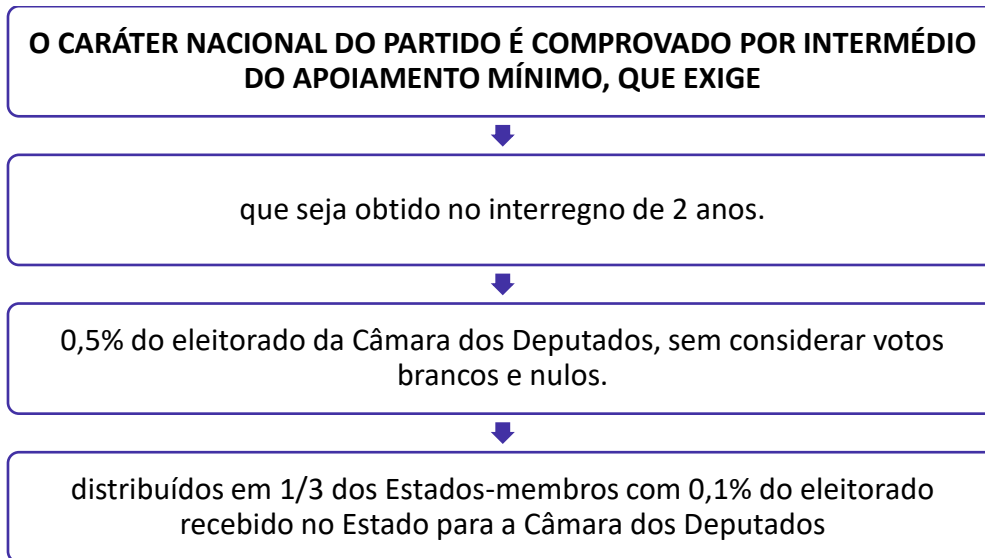 O CARÁTER NACIONAL DO PARTIDO É COMPROVADO POR INTERMÉDIO
DO APOIAMENTO MÍNIMO, QUE EXIGE
que seja obtido no interregno de 2 anos.
0,5% do eleitorado da Câmara dos Deputados, sem considerar votos
brancos e nulos.
distribuídos em 1/3 dos Estados-membros com 0,1% do eleitorado
recebido no Estado para a Câmara dos Deputados